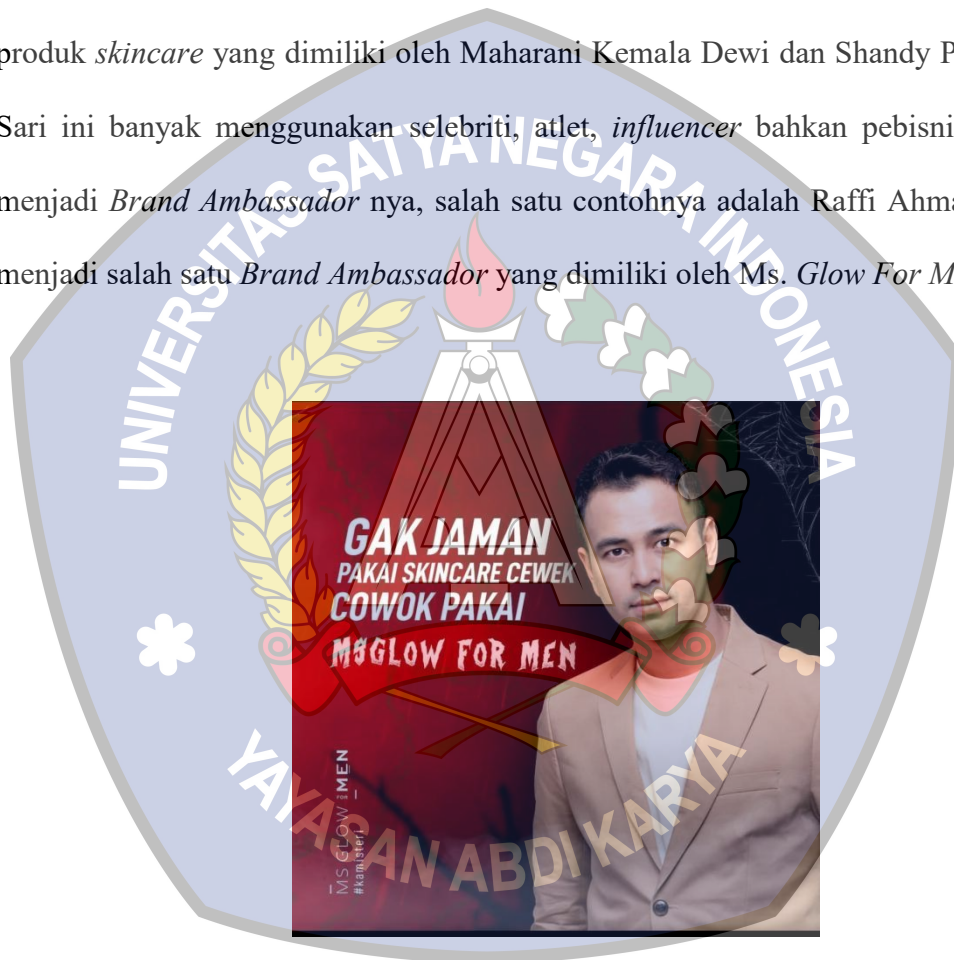 produk skincare yang dimiliki oleh Maharani Kemala Dewi dan Shandy P
Sari ini banyak menggunakan selebriti, atlet, influencer bahkan pebisni
menjadi Brand Ambassador nya, salah satu contohnya adalah Raffi Ahma
menjadi salah satu Brand Ambassador yang dimiliki oleh Ms. Glow For M
UNIVERSITAS SATYA NEGARA INDONESIA
GAK JAMAN
PAKAI SKINCARE CEWEK
COWOK PAKAI
MSGLOW FOR MEN
MS GLOW FOR MEN
#kamisteri
YAYASAN ABDI KARYA